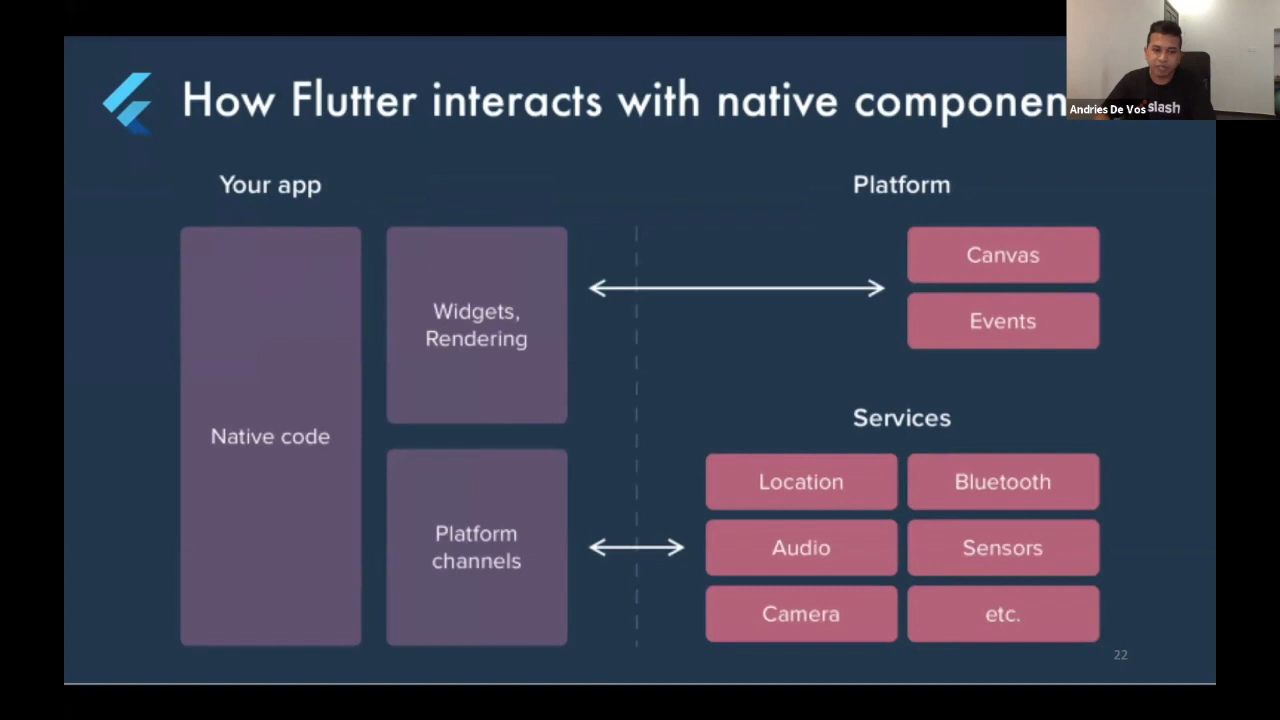 How Flutter interacts with native componen
Andries De Vos
slash
Your app
Platform
Native code
Widgets,
Rendering
Canvas
Events
Services
Platform
channels
Location
Bluetooth
Audio
Sensors
Camera
etc.
22